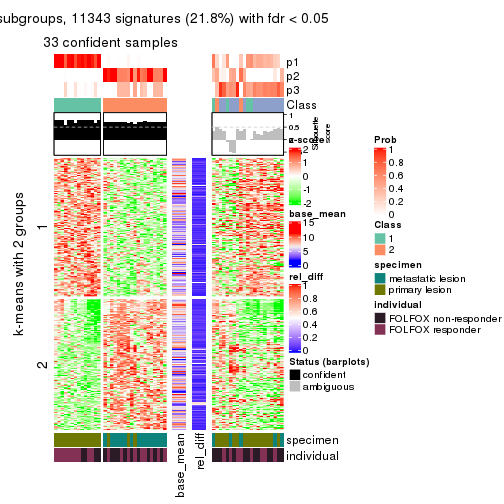 subgroups, 11343 signatures (21.8%) with fdr < 0.05
33 confident samples
p1
p2
p3
Class
1
0.5
0
Silhouette
score
k-means with 2 groups
1
2
z-score
2
1
0
-1
-2
base_mean
15
10
5
0
rel_diff
1
0.8
0.6
0.4
0.2
0
Status (barplots)
confident
ambiguous
Prob
1
0.8
0.6
0.4
0.2
0
Class
1
2
specimen
metastatic lesion
primary lesion
individual
FOLFOX non-responder
FOLFOX responder
specimen
individual
base_mean
rel_diff